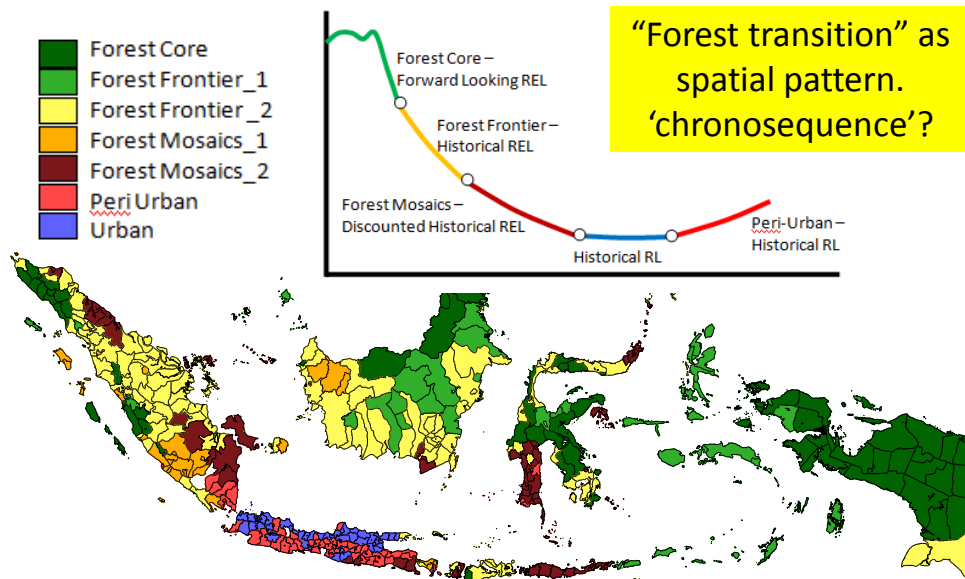 Forest Core
Forest Frontier_1
Forest Frontier_2
Forest Mosaics_1
Forest Mosaics_2
Peri Urban
Urban
Forest Core –
Forward Looking REL
Forest Frontier–
Historical REL
Forest Mosaics –
Discounted Historical REL
Historical RL
Peri-Urban –
Historical RL
“Forest transition” as
spatial pattern.
‘chronosequence’?